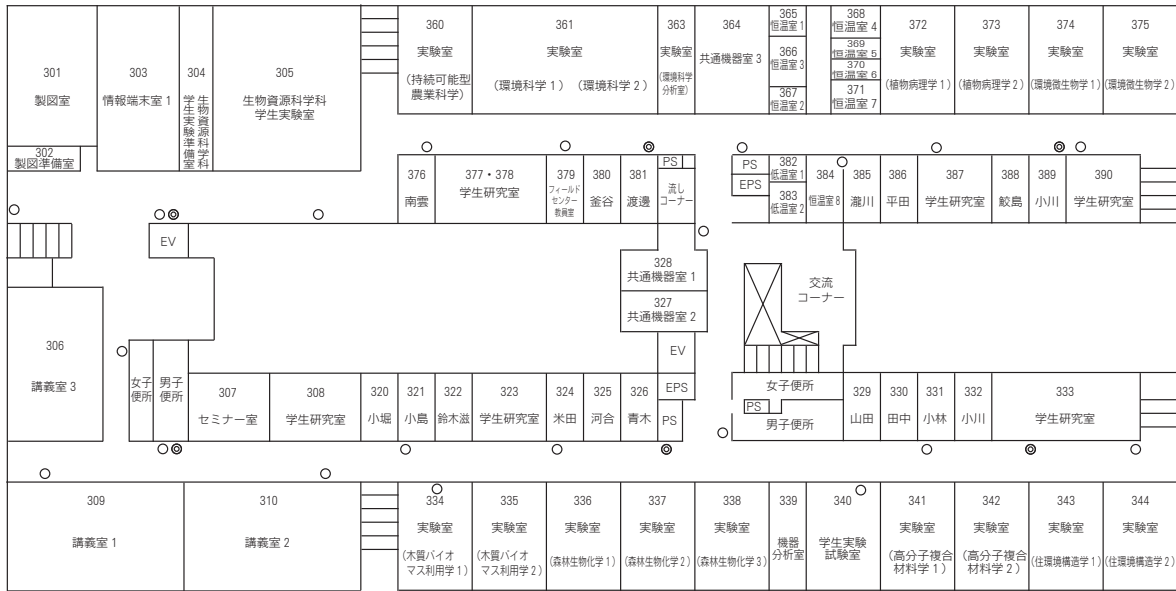 301
製図室
302
製図準備室
303
情報端末室 1
304
生物資源科学科
学生実験準備室
305
生物資源科学科
学生実験室
360
実験室
(持続可能型
農業科学)
361
実験室
(環境科学 1) (環境科学 2)
363
実験室
(環境科学
分析室)
364
共通機器室 3
365
恒温室 1
366
恒温室 3
367
恒温室 2
368
恒温室 4
369
恒温室 5
370
恒温室 6
371
恒温室 7
372
実験室
(植物病理学 1)
373
実験室
(植物病理学 2)
374
実験室
(環境微生物学 1)
375
実験室
(環境微生物学 2)
376
南雲
377・378
学生研究室
379
フィールド
センター
教員室
380
釜谷
381
渡邊
PS
流し
コーナー
PS
EPS
382
低温室 1
383
低温室 2
384
恒温室 8
385
瀧川
386
平田
387
学生研究室
388
鮫島
389
小川
390
学生研究室
EV
328
共通機器室 1
327
共通機器室 2
交流
コーナー
306
講義室 3
女子
便所
男子
便所
307
セミナー室
308
学生研究室
320
小堀
321
小島
322
鈴木滋
323
学生研究室
324
米田
325
河合
326
青木
EV
EPS
PS
女子便所
PS
男子便所
329
山田
330
田中
331
小林
332
小川
333
学生研究室
309
講義室 1
310
講義室 2
334
実験室
(木質バイオ
マス利用学 1)
335
実験室
(木質バイオ
マス利用学 2)
336
実験室
(森林生物化学 1)
337
実験室
(森林生物化学 2)
338
実験室
(森林生物化学 3)
339
機器
分析室
340
学生実験
試験室
341
実験室
(高分子複合
材料学 1)
342
実験室
(高分子複合
材料学 2)
343
実験室
(住環境構造学 1)
344
実験室
(住環境構造学 2)